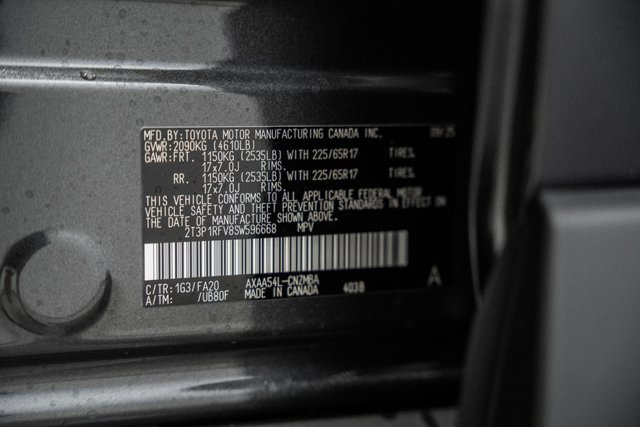 MFD.BY:TOYOTA MOTOR MANUFACTURING CANADA INC. 09/25
GVWR:2090KG (4610LB)
GAWR:FRT. 1150KG (2535LB) WITH 225/65R17 TIRES.
17x7.0J RIMS.
RR. 1150KG (2535LB) WITH 225/65R17 TIRES.
17x7.0J RIMS.
THIS VEHICLE CONFORMS TO ALL APPLICABLE FEDERAL MOTOR
VEHICLE SAFETY AND THEFT PREVENTION STANDARDS IN EFFECT ON
THE DATE OF MANUFACTURE SHOWN ABOVE.
2T3P1RFV8SW596668 MPV
C/TR: 1G3/FA20 AXAA54L-CNZMBA 4038
A/TM: /UB80F MADE IN CANADA A